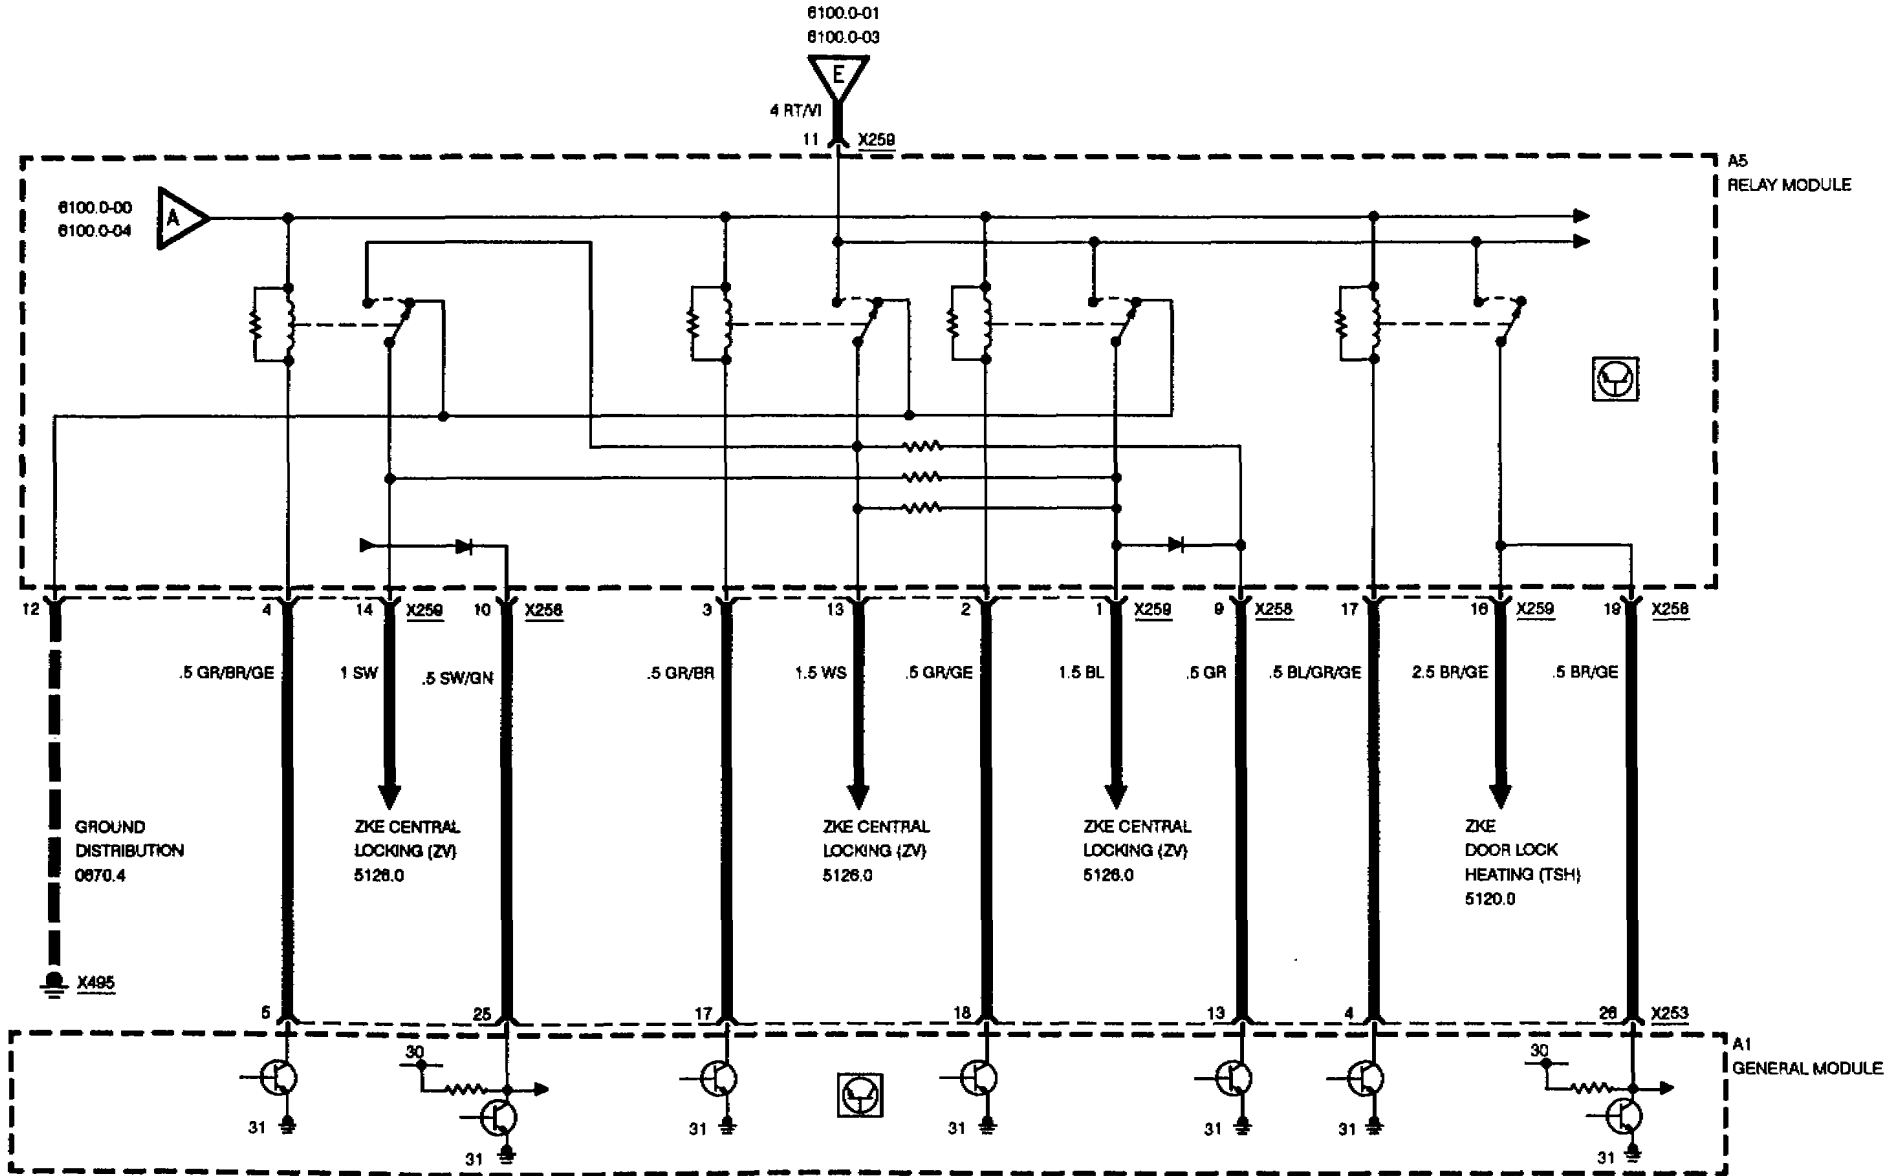 6100.0-01
6100.0-03
E
4 RT/VI
11 X259
A5
RELAY MODULE
6100.0-00
6100.0-04
A
12 4 14 X259 10 X258 3 13 2 1 X259 9 X258 17 16 X259 19 X258
.5 GR/BR/GE 1 SW .5 SW/GN .5 GR/BR 1.5 WS .5 GR/GE 1.5 BL .5 GR .5 BL/GR/GE 2.5 BR/GE .5 BR/GE
GROUND
DISTRIBUTION
0670.4
ZKE CENTRAL
LOCKING (ZV)
5126.0
ZKE CENTRAL
LOCKING (ZV)
5126.0
ZKE CENTRAL
LOCKING (ZV)
5126.0
ZKE
DOOR LOCK
HEATING (TSH)
5120.0
X495
5 25 17 18 13 4 26 X253
A1
GENERAL MODULE
30 30
31 31 31 31 31
31 31